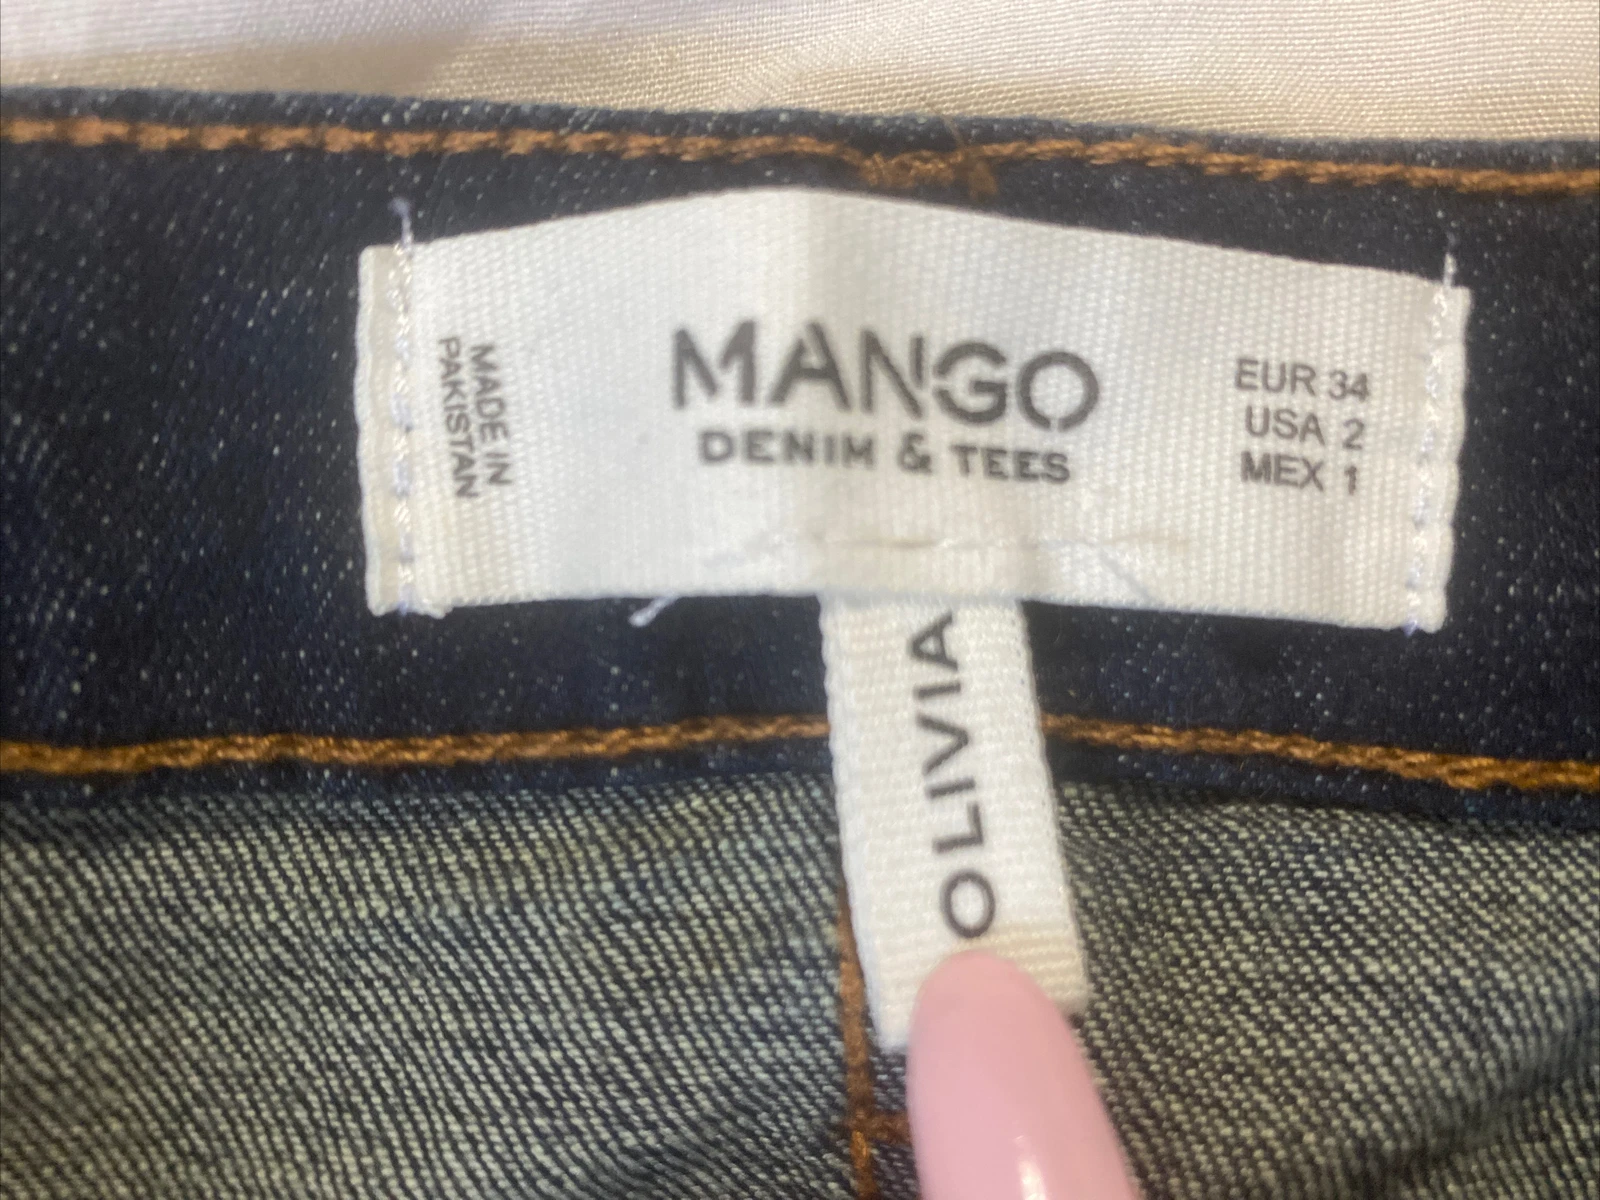 MADE IN
PAKISTAN
MANGO
DENIM & TEES
EUR 34
USA 2
MEX 1
OLIVIA